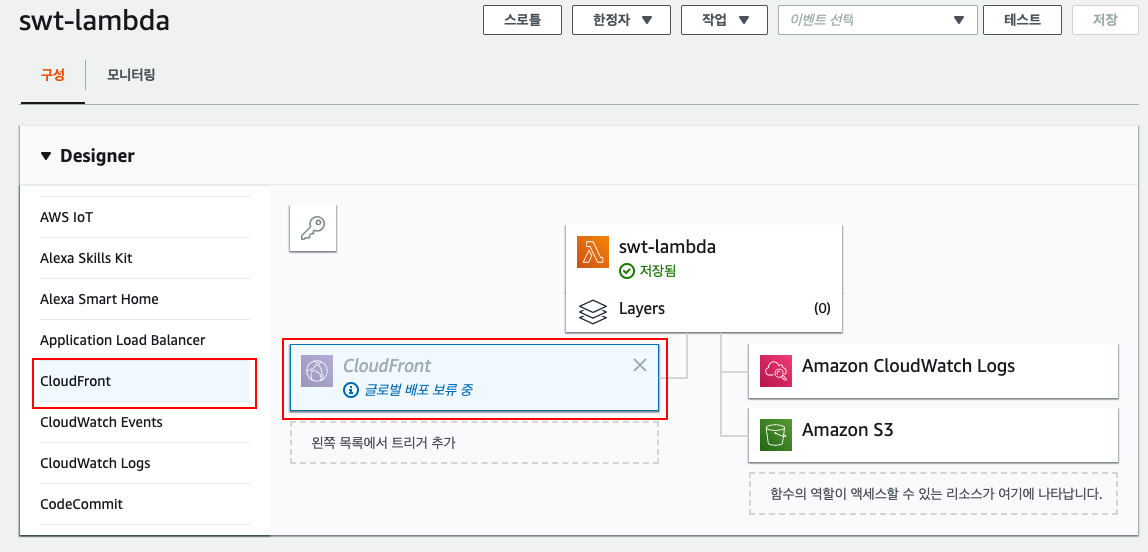 swt-lambda
스로틀 한정자 작업 이벤트 선택 테스트 저장
구성 모니터링
Designer
AWS IoT
Alexa Skills Kit
Alexa Smart Home
Application Load Balancer
CloudFront
CloudWatch Events
CloudWatch Logs
CodeCommit
swt-lambda
저장됨
Layers (0)
CloudFront
글로벌 배포 보류 중
왼쪽 목록에서 트리거 추가
Amazon CloudWatch Logs
Amazon S3
함수의 역할이 액세스할 수 있는 리소스가 여기에 나타납니다.